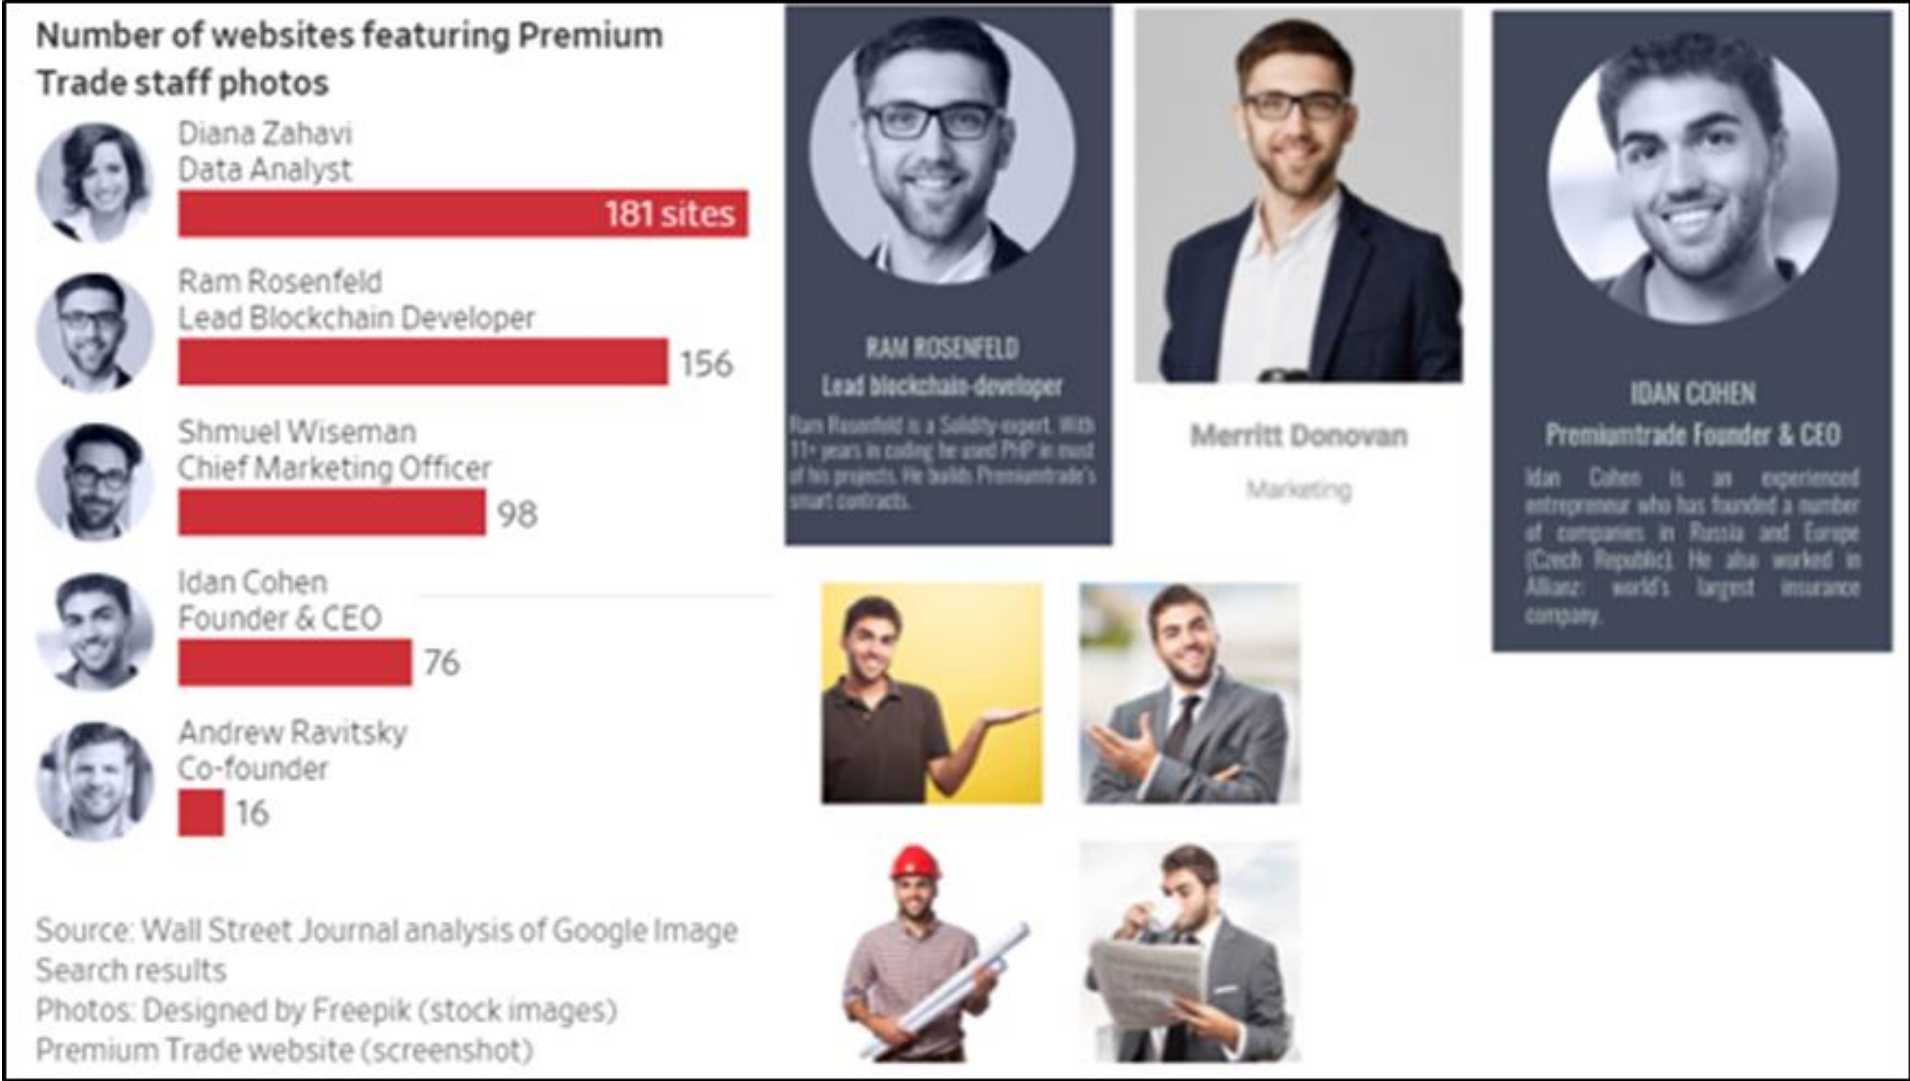 Number of websites featuring Premium
Trade staff photos
Diana Zahavi
Data Analyst
181 sites
Ram Rosenfeld
Lead Blockchain Developer
156
Shmuel Wiseman
Chief Marketing Officer
98
Idan Cohen
Founder & CEO
76
Andrew Ravitsky
Co-founder
16
Source: Wall Street Journal analysis of Google Image
Search results
Photos: Designed by Freepik (stock images)
Premium Trade website (screenshot)
RAM ROSENFELD
Lead blockchain-developer
Ram Rosenfeld is a Solidity-expert. With
11+ years in coding he used PHP in most
of his projects. He builds Premiumtrade's
smart contracts.
Merritt Donovan
Marketing
IDAN COHEN
Premiumtrade Founder & CEO
Idan Cohen is an experienced
entrepreneur who has founded a number
of companies in Russia and Europe
(Czech Republic). He also worked in
Allianz: world's largest insurance
company.